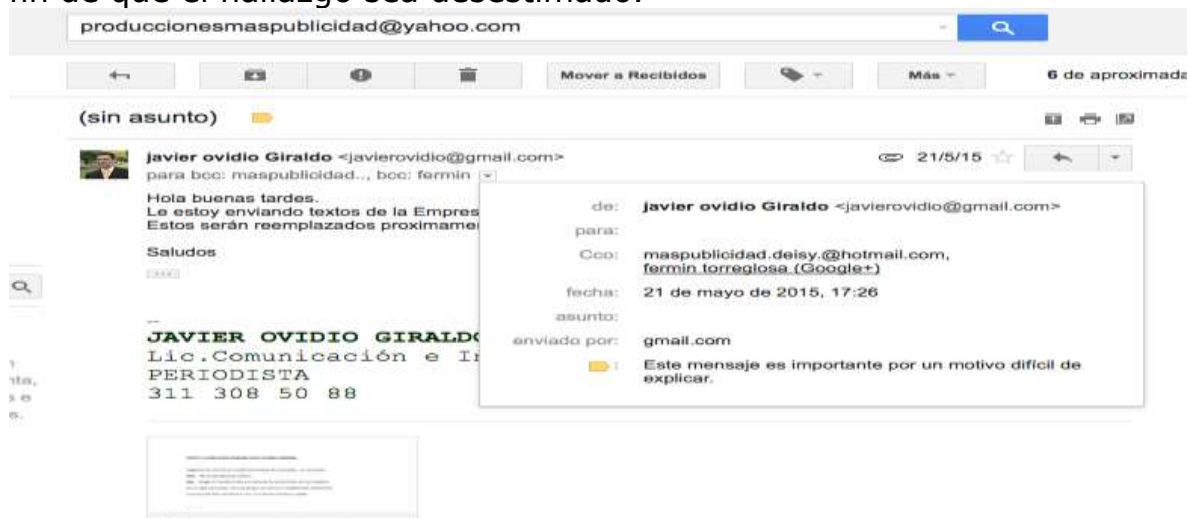 fin de que el hallazgo sea desestimado.
produccionesmaspublicidad@yahoo.com
Mover a Recibidos
Más
6 de aproximada
(sin asunto)
javier ovidio Giraldo <javierovidio@gmail.com>
21/5/15
para bcc: maspublicidad.., bcc: fermin
Hola buenas tardes.
Le estoy enviando textos de la Empres
Estos serán reemplazados proximame
Saludos
de: javier ovidio Giraldo <javierovidio@gmail.com>
para:
Cco: maspublicidad.deisy.@hotmail.com,
fermin torreglosa (Google+)
fecha: 21 de mayo de 2015, 17:26
asunto:
enviado por: gmail.com
: Este mensaje es importante por un motivo difícil de
explicar.
--
JAVIER OVIDIO GIRALDO
Lic.Comunicación e I
PERIODISTA
311 308 50 88